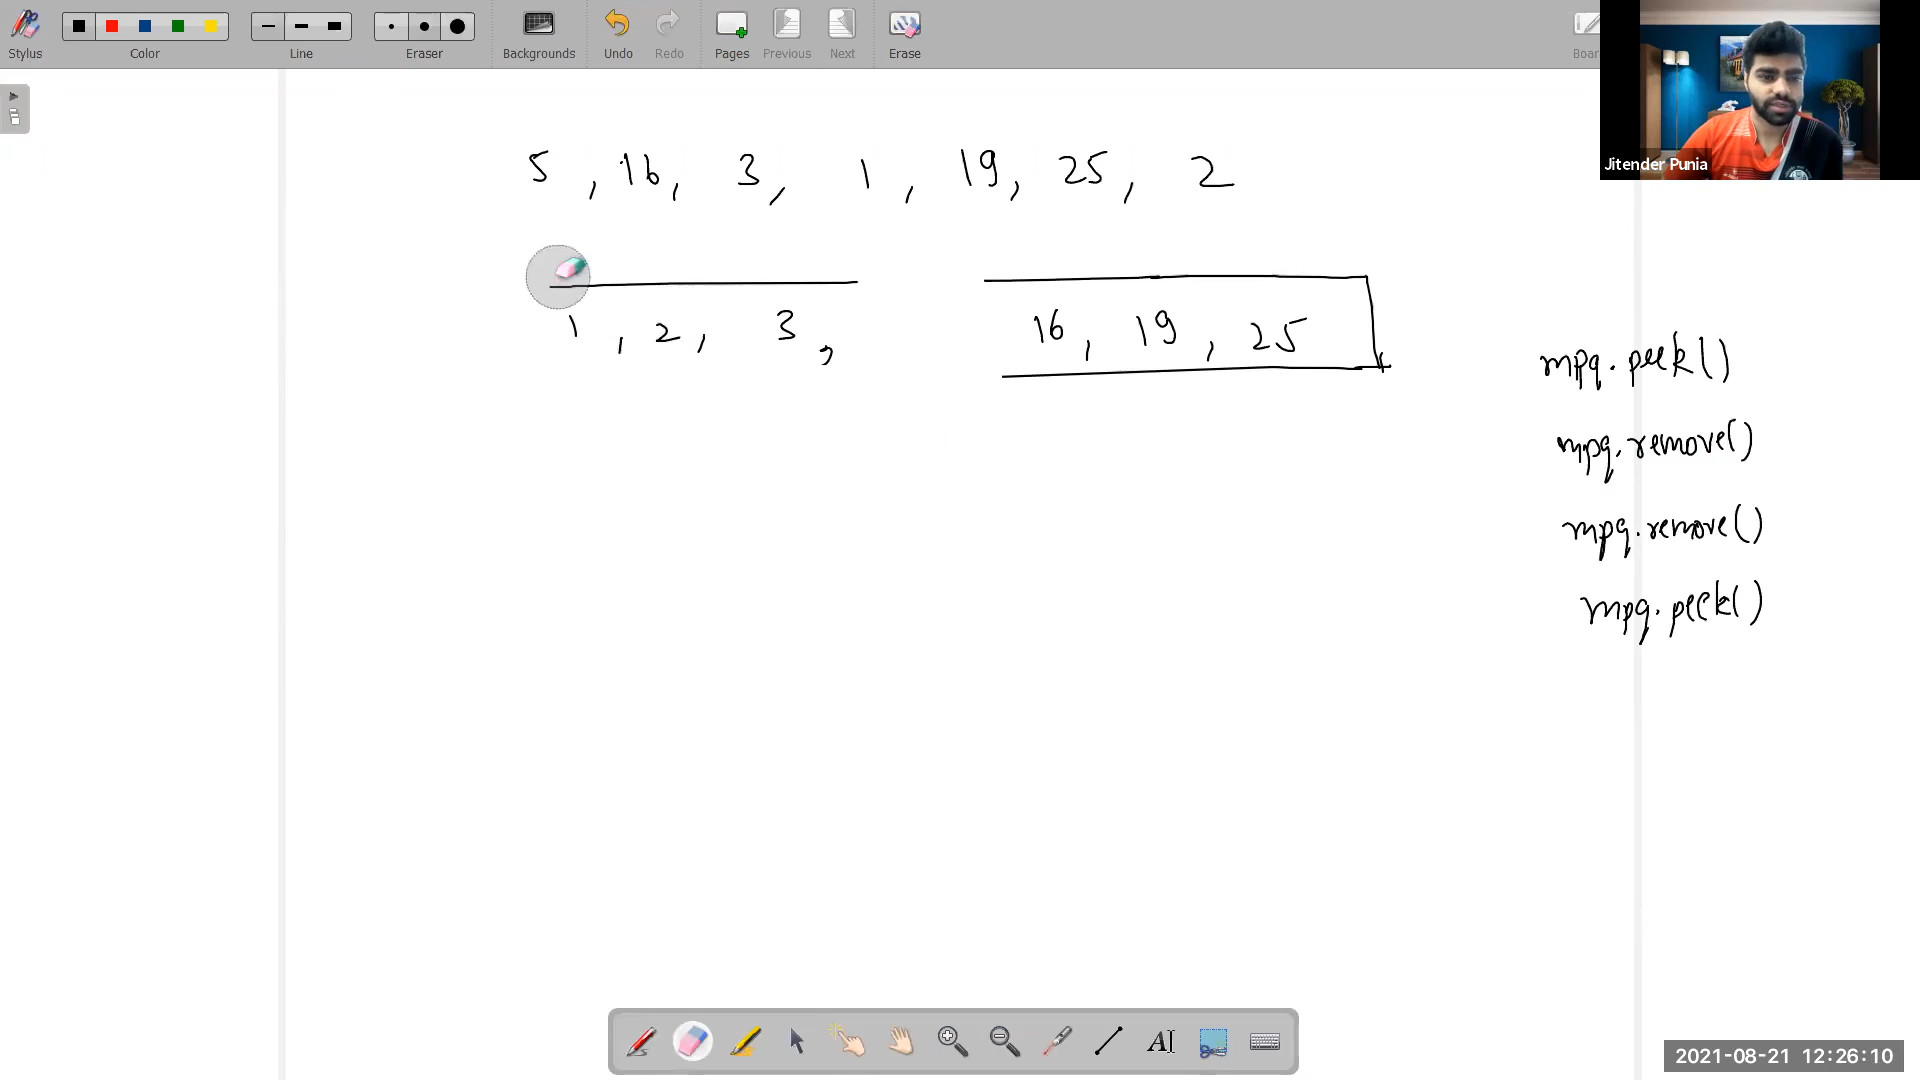 Stylus Color Line Eraser Backgrounds Undo Redo Pages Previous Next Erase Boar
Jitender Punia
5 , 16, 3, 1 , 19, 25, 2
1 , 2, 3, 16, 19, 25
mpq.peek()
mpq.remove()
mpq.remove()
mpq.peek()
2021-08-21 12:26:10